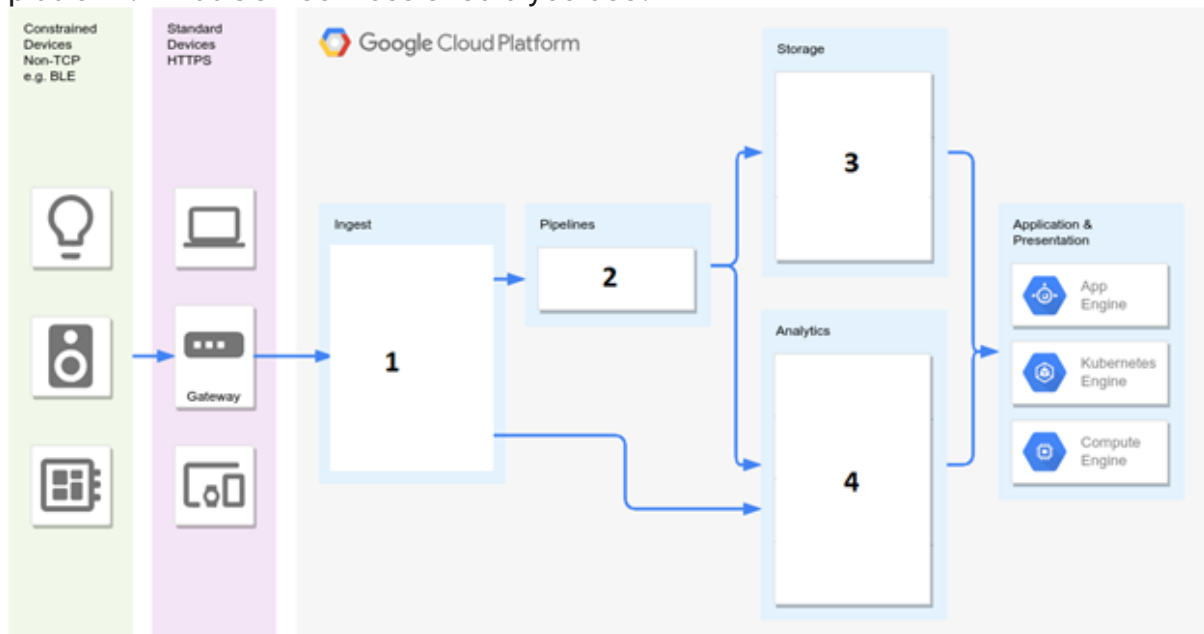 Constrained
Devices
Non-TCP
e.g. BLE
Standard
Devices
HTTPS
Google Cloud Platform
Storage
3
Ingest
1
Pipelines
2
Application &
Presentation
App
Engine
Analytics
4
Kubernetes
Engine
Gateway
Compute
Engine